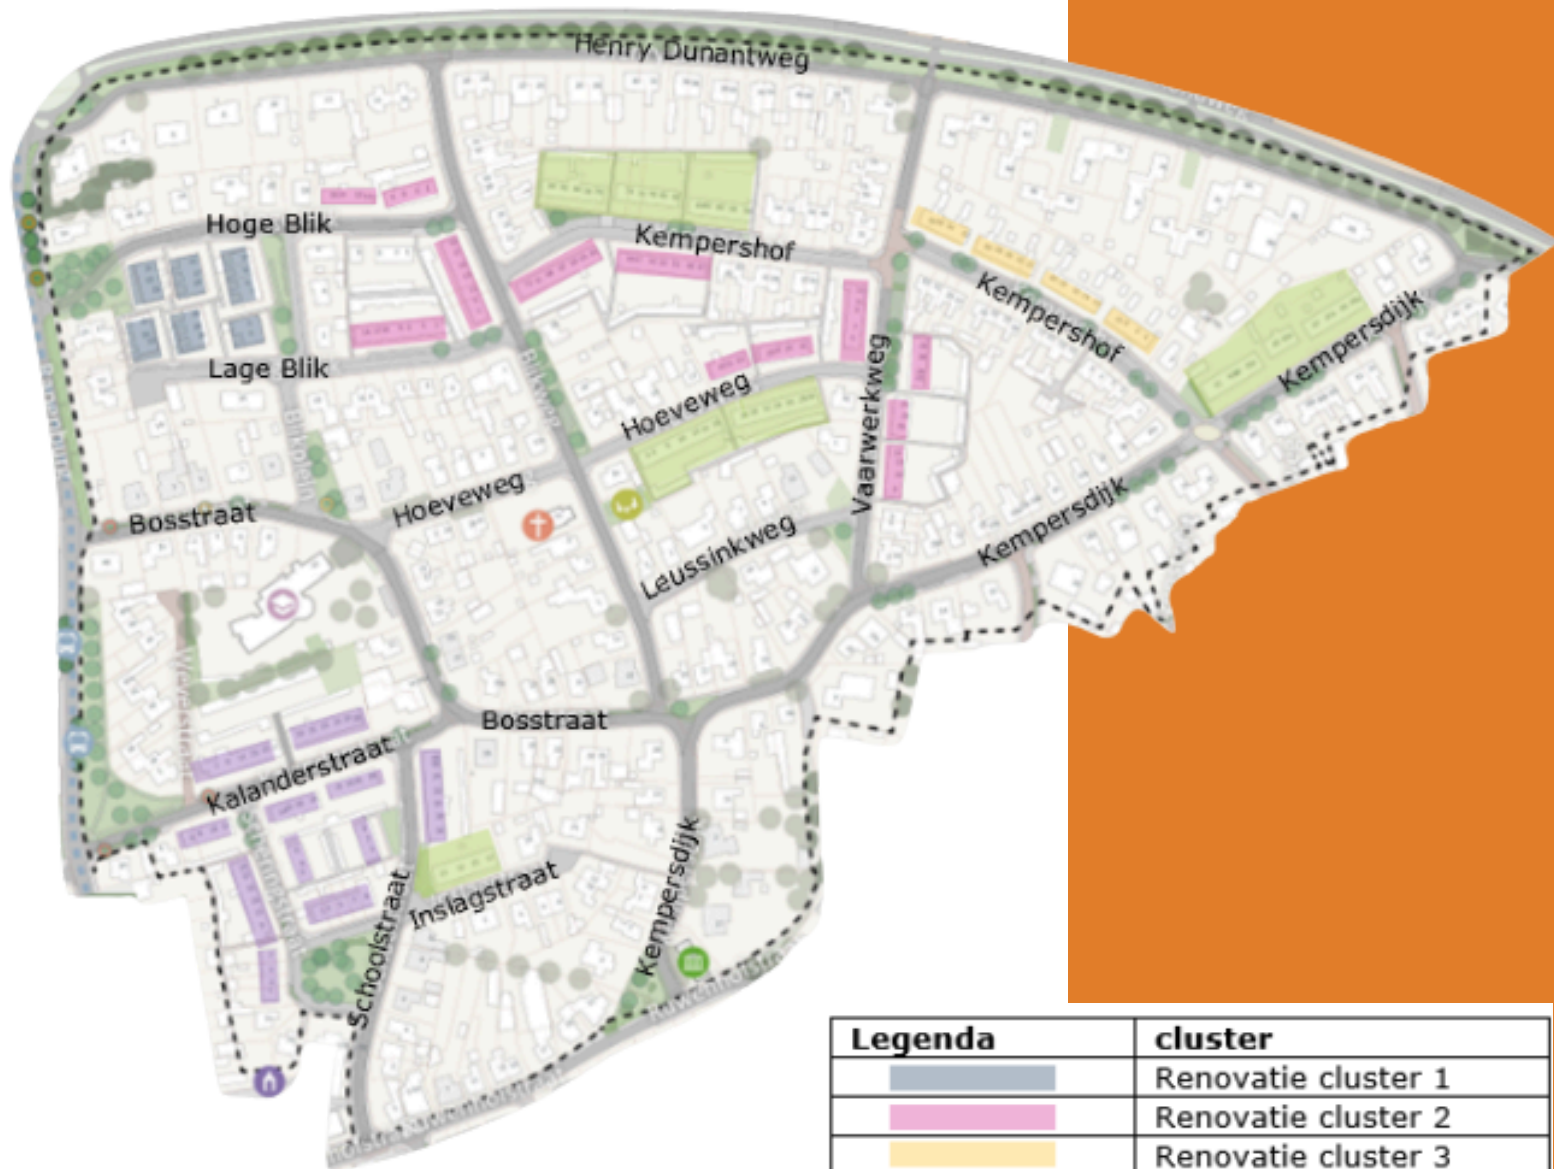 Henry Dunantweg
Hoge Blik
Kempershof
Kempershof
Kempersdijk
Lage Blik
Blikweg
Hoeveweg
Vaarwerkweg
Hoeveweg
Bosstraat
Leussinkweg
Kempersdijk
Bosstraat
Kalanderstraat
Inslagstraat
Schoolstraat
Kempersdijk
Legenda cluster
Renovatie cluster 1
Renovatie cluster 2
Renovatie cluster 3